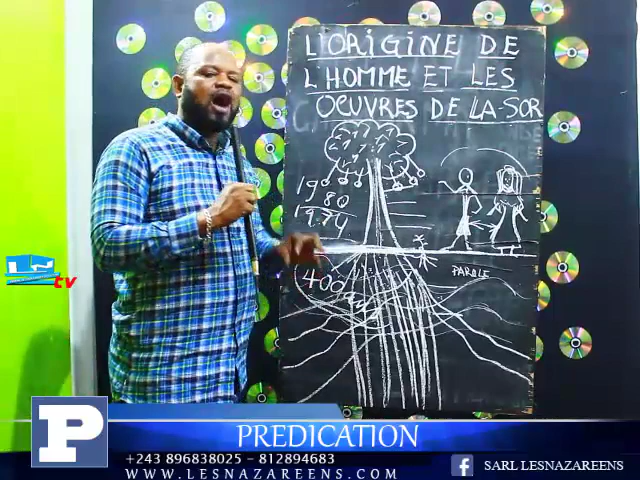 L'ORIGINE DE
L HOMME ET LES
OEUVRES DE LA-SOR
1980
1974
400
PAROLE
tv
P
PREDICATION
+243 896838025 - 812894683
WWW.LESNAZAREENS.COM
f SARL LESNAZAREENS